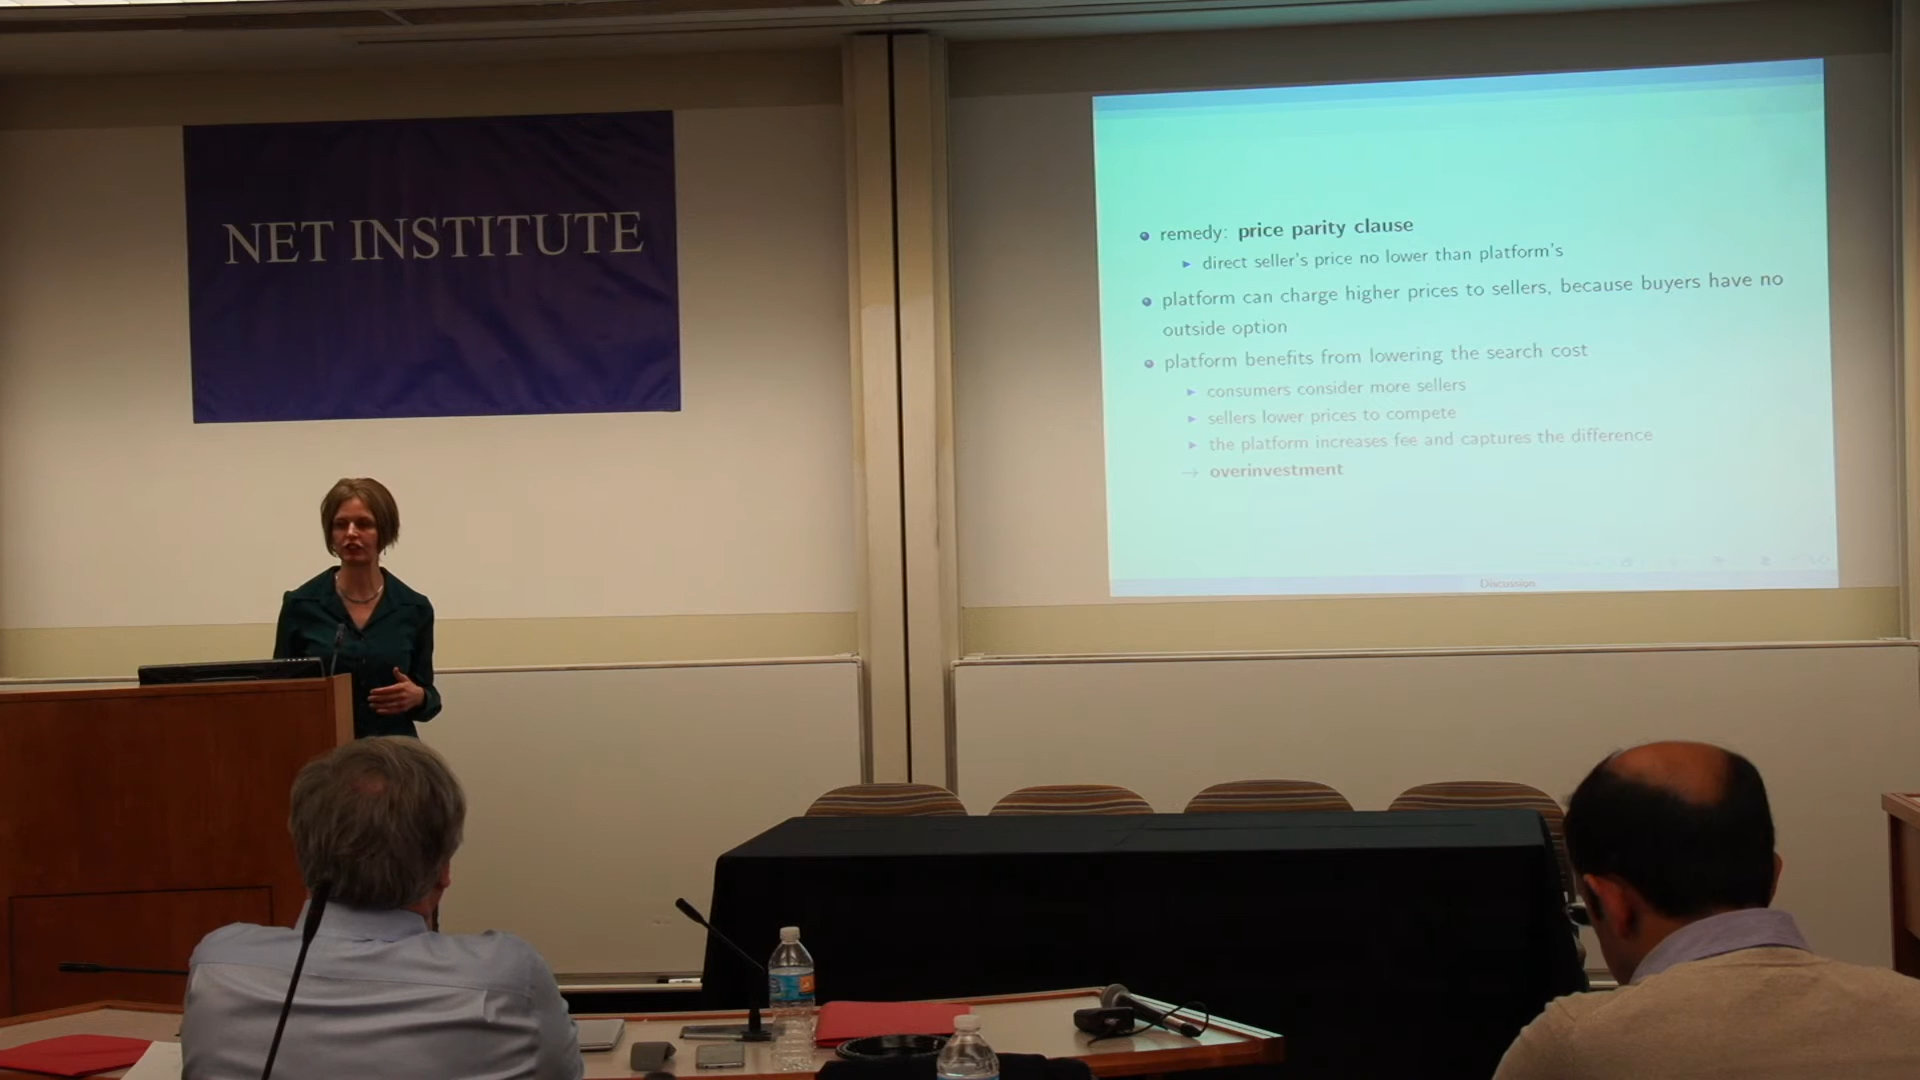 NET INSTITUTE
remedy: price parity clause
direct seller's price no lower than platform's
platform can charge higher prices to sellers, because buyers have no
outside option
platform benefits from lowering the search cost
consumers consider more sellers
sellers lower prices to compete
the platform increases fee and captures the difference
→ overinvestment
Discussion